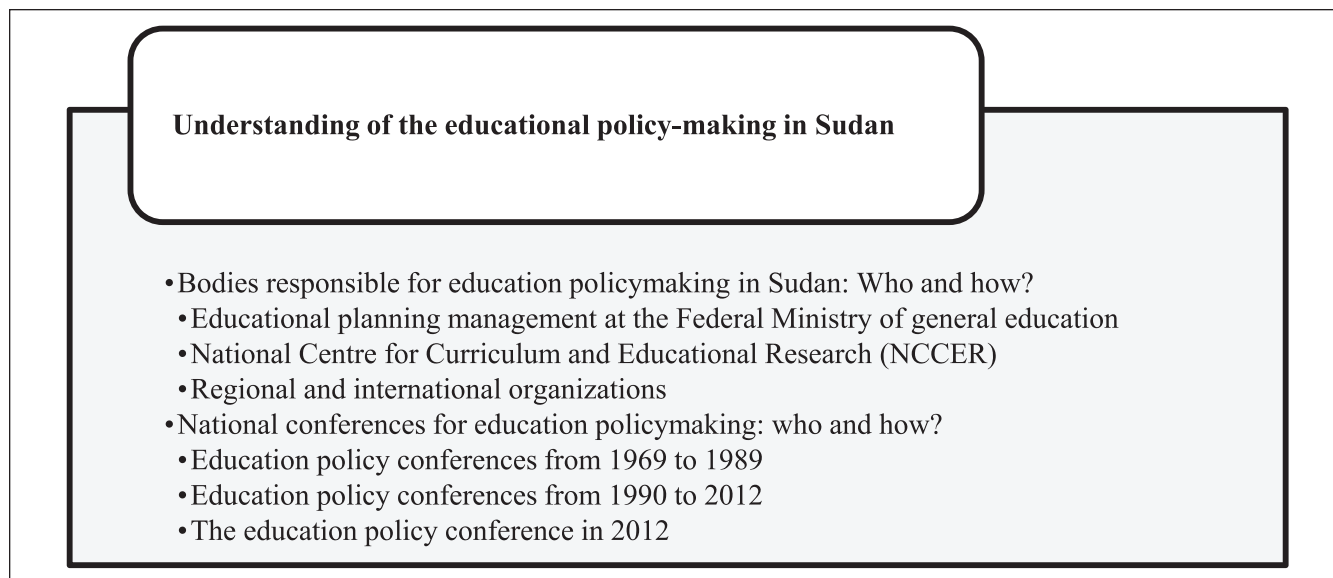 Understanding of the educational policy-making in Sudan
•Bodies responsible for education policymaking in Sudan: Who and how?
•Educational planning management at the Federal Ministry of general education
•National Centre for Curriculum and Educational Research (NCCER)
•Regional and international organizations
•National conferences for education policymaking: who and how?
•Education policy conferences from 1969 to 1989
•Education policy conferences from 1990 to 2012
•The education policy conference in 2012